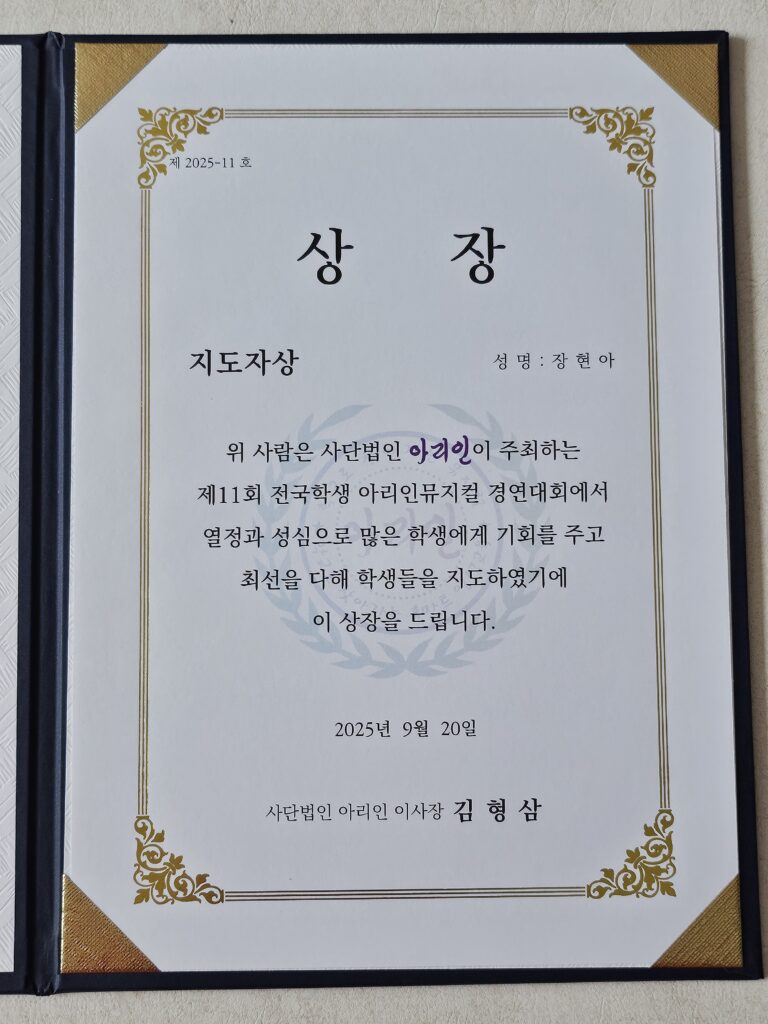 제 2025-11 호
상 장
지도자상
성 명 : 장 현 아
위 사람은 사단법인 아리인이 주최하는
제11회 전국학생 아리인뮤지컬 경연대회에서
열정과 성심으로 많은 학생에게 기회를 주고
최선을 다해 학생들을 지도하였기에
이 상장을 드립니다.
2025년 9월 20일
사단법인 아리인 이사장 김 형 삼